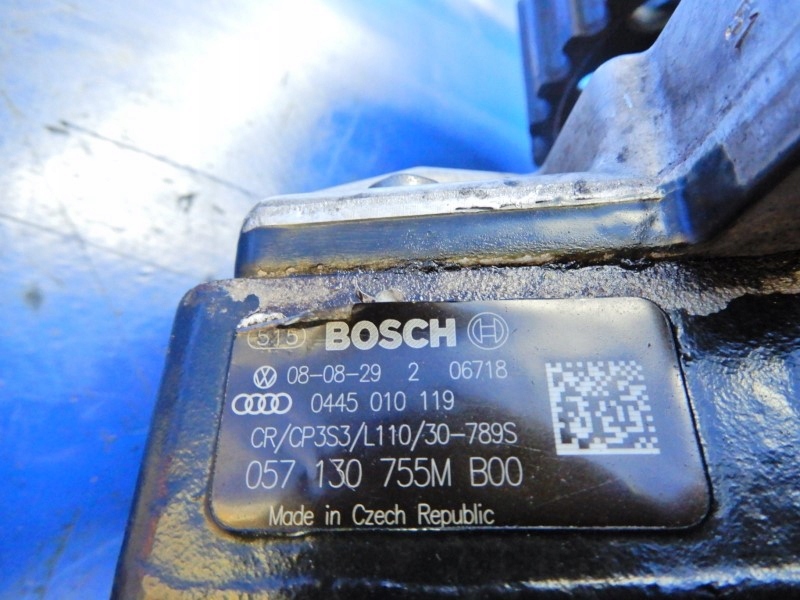 515 BOSCH
08-08-29 2 06718
0445 010 119
CR/CP3S3/L110/30-789S
057 130 755M B00
Made in Czech Republic